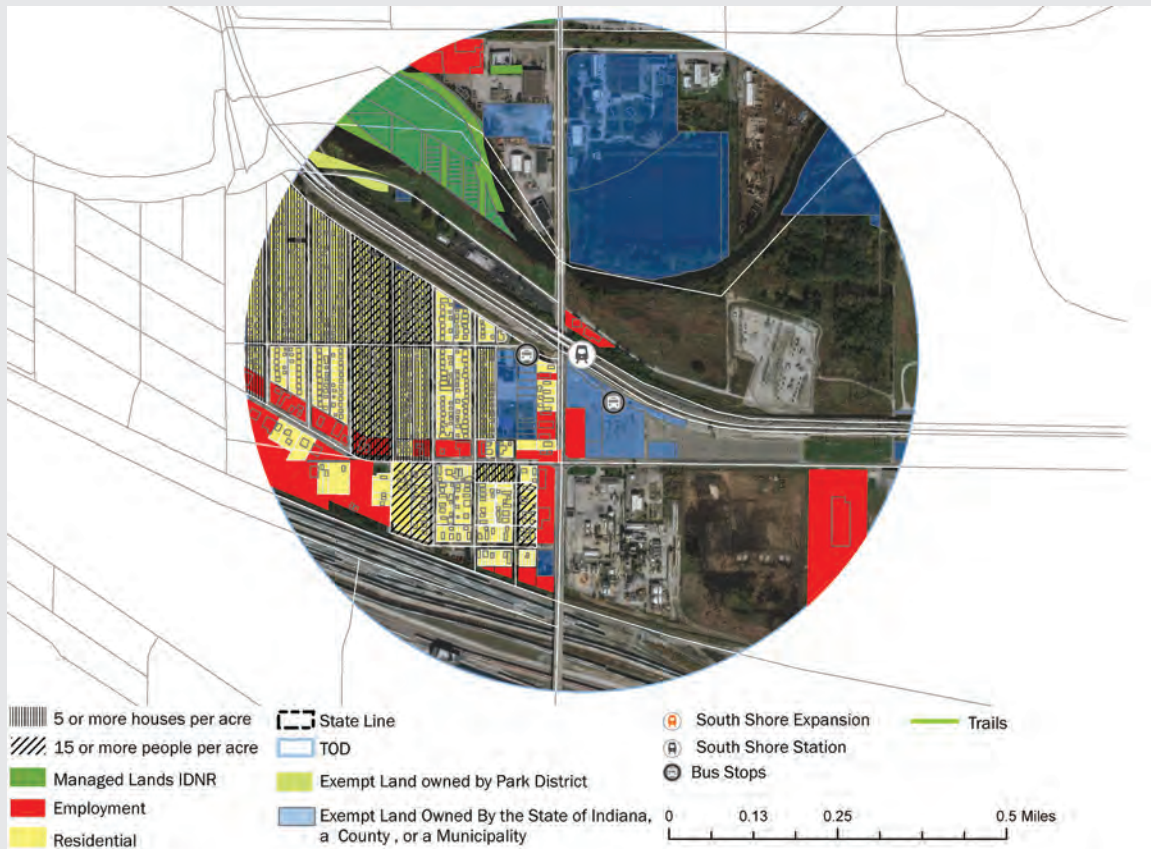 5 or more houses per acre
15 or more people per acre
Managed Lands IDNR
Employment
Residential
State Line
TOD
Exempt Land owned by Park District
Exempt Land Owned By the State of Indiana,
a County , or a Municipality
South Shore Expansion
South Shore Station
Bus Stops
Trails
0 0.13 0.25 0.5 Miles